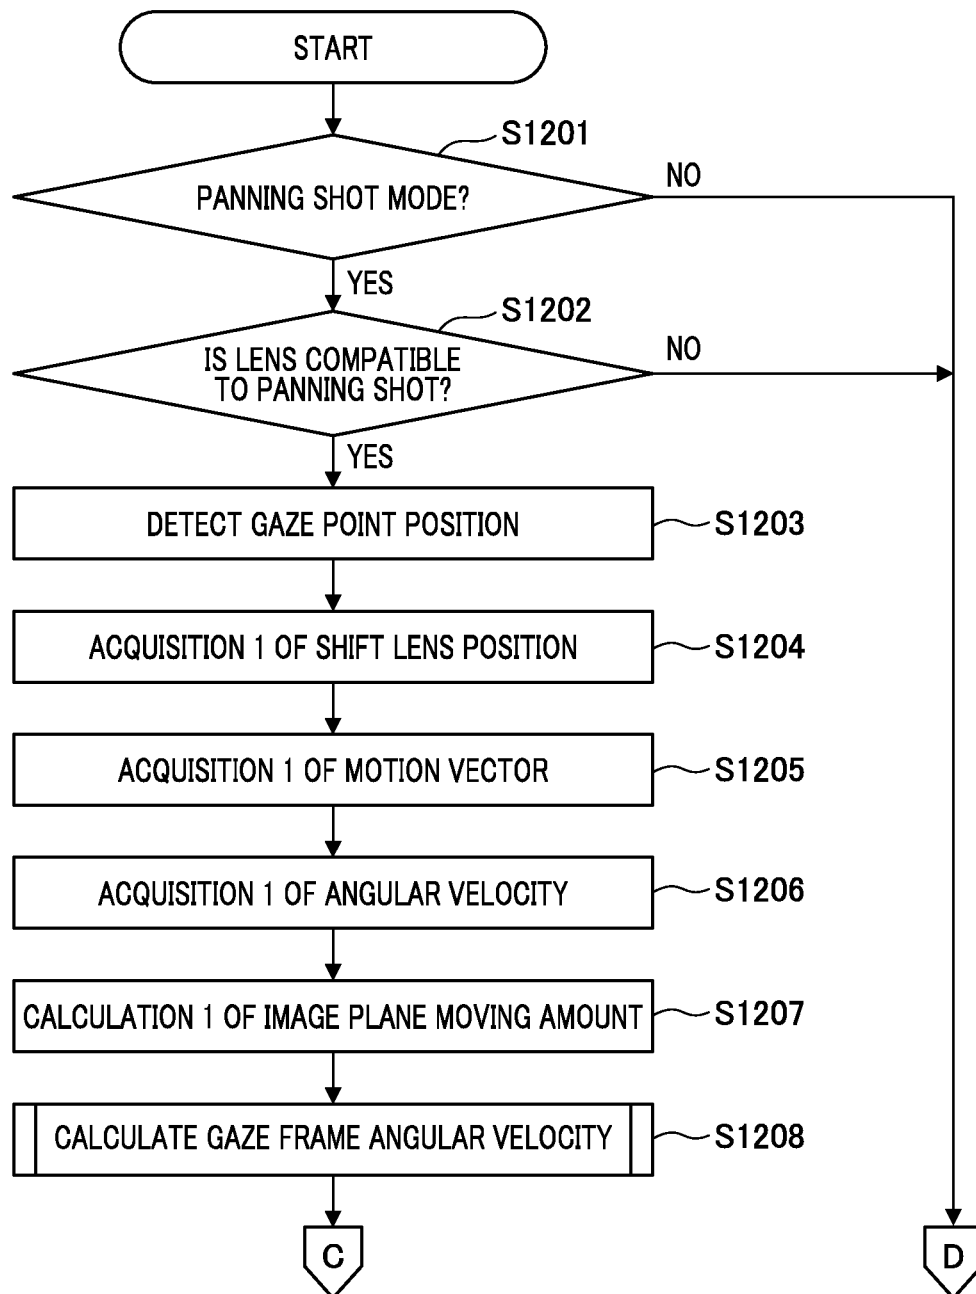 START
S1201
PANNING SHOT MODE?
NO
YES
S1202
IS LENS COMPATIBLE
TO PANNING SHOT?
NO
YES
DETECT GAZE POINT POSITION
S1203
ACQUISITION 1 OF SHIFT LENS POSITION
S1204
ACQUISITION 1 OF MOTION VECTOR
S1205
ACQUISITION 1 OF ANGULAR VELOCITY
S1206
CALCULATION 1 OF IMAGE PLANE MOVING AMOUNT
S1207
CALCULATE GAZE FRAME ANGULAR VELOCITY
S1208
C
D